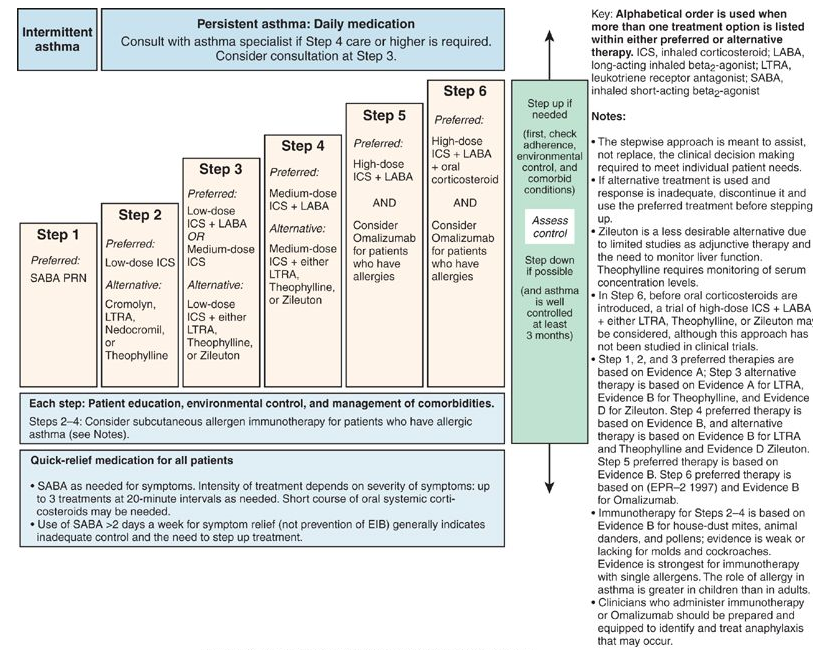 Intermittent
asthma
Persistent asthma: Daily medication
Consult with asthma specialist if Step 4 care or higher is required.
Consider consultation at Step 3.
Step 1
Preferred:
SABA PRN
Step 2
Preferred:
Low-dose ICS
Alternative:
Cromolyn,
LTRA,
Nedocromil,
or
Theophylline
Step 3
Preferred:
Low-dose
ICS + LABA
OR
Medium-dose
ICS
Alternative:
Low-dose
ICS + either
LTRA,
Theophylline,
or Zileuton
Step 4
Preferred:
Medium-dose
ICS + LABA
Alternative:
Medium-dose
ICS + either
LTRA,
Theophylline,
or Zileuton
Step 5
Preferred:
High-dose
ICS + LABA
AND
Consider
Omalizumab
for patients
who have
allergies
Step 6
Preferred:
High-dose
ICS + LABA
+ oral
corticosteroid
AND
Consider
Omalizumab
for patients
who have
allergies
Each step: Patient education, environmental control, and management of comorbidities.
Steps 2–4: Consider subcutaneous allergen immunotherapy for patients who have allergic
asthma (see Notes).
Quick-relief medication for all patients
• SABA as needed for symptoms. Intensity of treatment depends on severity of symptoms: up
to 3 treatments at 20-minute intervals as needed. Short course of oral systemic corti-
costeroids may be needed.
• Use of SABA >2 days a week for symptom relief (not prevention of EIB) generally indicates
inadequate control and the need to step up treatment.
Step up if
needed
(first, check
adherence,
environmental
control, and
comorbid
conditions)
Assess
control
Step down
if possible
(and asthma
is well
controlled
at least
3 months)
Key: Alphabetical order is used when
more than one treatment option is listed
within either preferred or alternative
therapy. ICS, inhaled corticosteroid; LABA,
long-acting inhaled beta2-agonist; LTRA,
leukotriene receptor antagonist; SABA,
inhaled short-acting beta2-agonist
Notes:
• The stepwise approach is meant to assist,
not replace, the clinical decision making
required to meet individual patient needs.
• If alternative treatment is used and
response is inadequate, discontinue it and
use the preferred treatment before stepping
up.
• Zileuton is a less desirable alternative due
to limited studies as adjunctive therapy and
the need to monitor liver function.
Theophylline requires monitoring of serum
concentration levels.
• In Step 6, before oral corticosteroids are
introduced, a trial of high-dose ICS + LABA
+ either LTRA, Theophylline, or Zileuton may
be considered, although this approach has
not been studied in clinical trials.
• Step 1, 2, and 3 preferred therapies are
based on Evidence A; Step 3 alternative
therapy is based on Evidence A for LTRA,
Evidence B for Theophylline, and Evidence
D for Zileuton. Step 4 preferred therapy is
based on Evidence B, and alternative
therapy is based on Evidence B for LTRA
and Theophylline and Evidence D Zileuton.
Step 5 preferred therapy is based on
Evidence B. Step 6 preferred therapy is
based on (EPR–2 1997) and Evidence B
for Omalizumab.
• Immunotherapy for Steps 2–4 is based on
Evidence B for house-dust mites, animal
danders, and pollens; evidence is weak or
lacking for molds and cockroaches.
Evidence is strongest for immunotherapy
with single allergens. The role of allergy in
asthma is greater in children than in adults.
• Clinicians who administer immunotherapy
or Omalizumab should be prepared and
equipped to identify and treat anaphylaxis
that may occur.